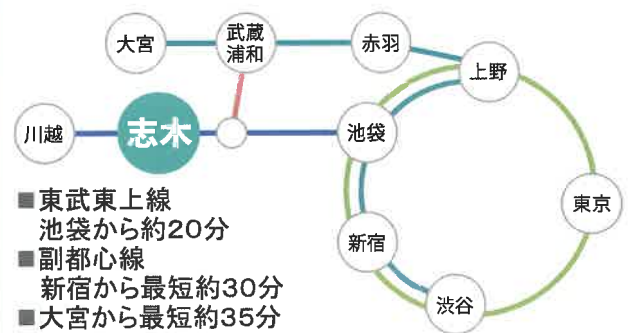 大宮
武蔵
浦和
赤羽
上野
川越
志木
池袋
東京
新宿
渋谷
■東武東上線
池袋から約20分
■副都心線
新宿から最短約30分
■大宮から最短約35分